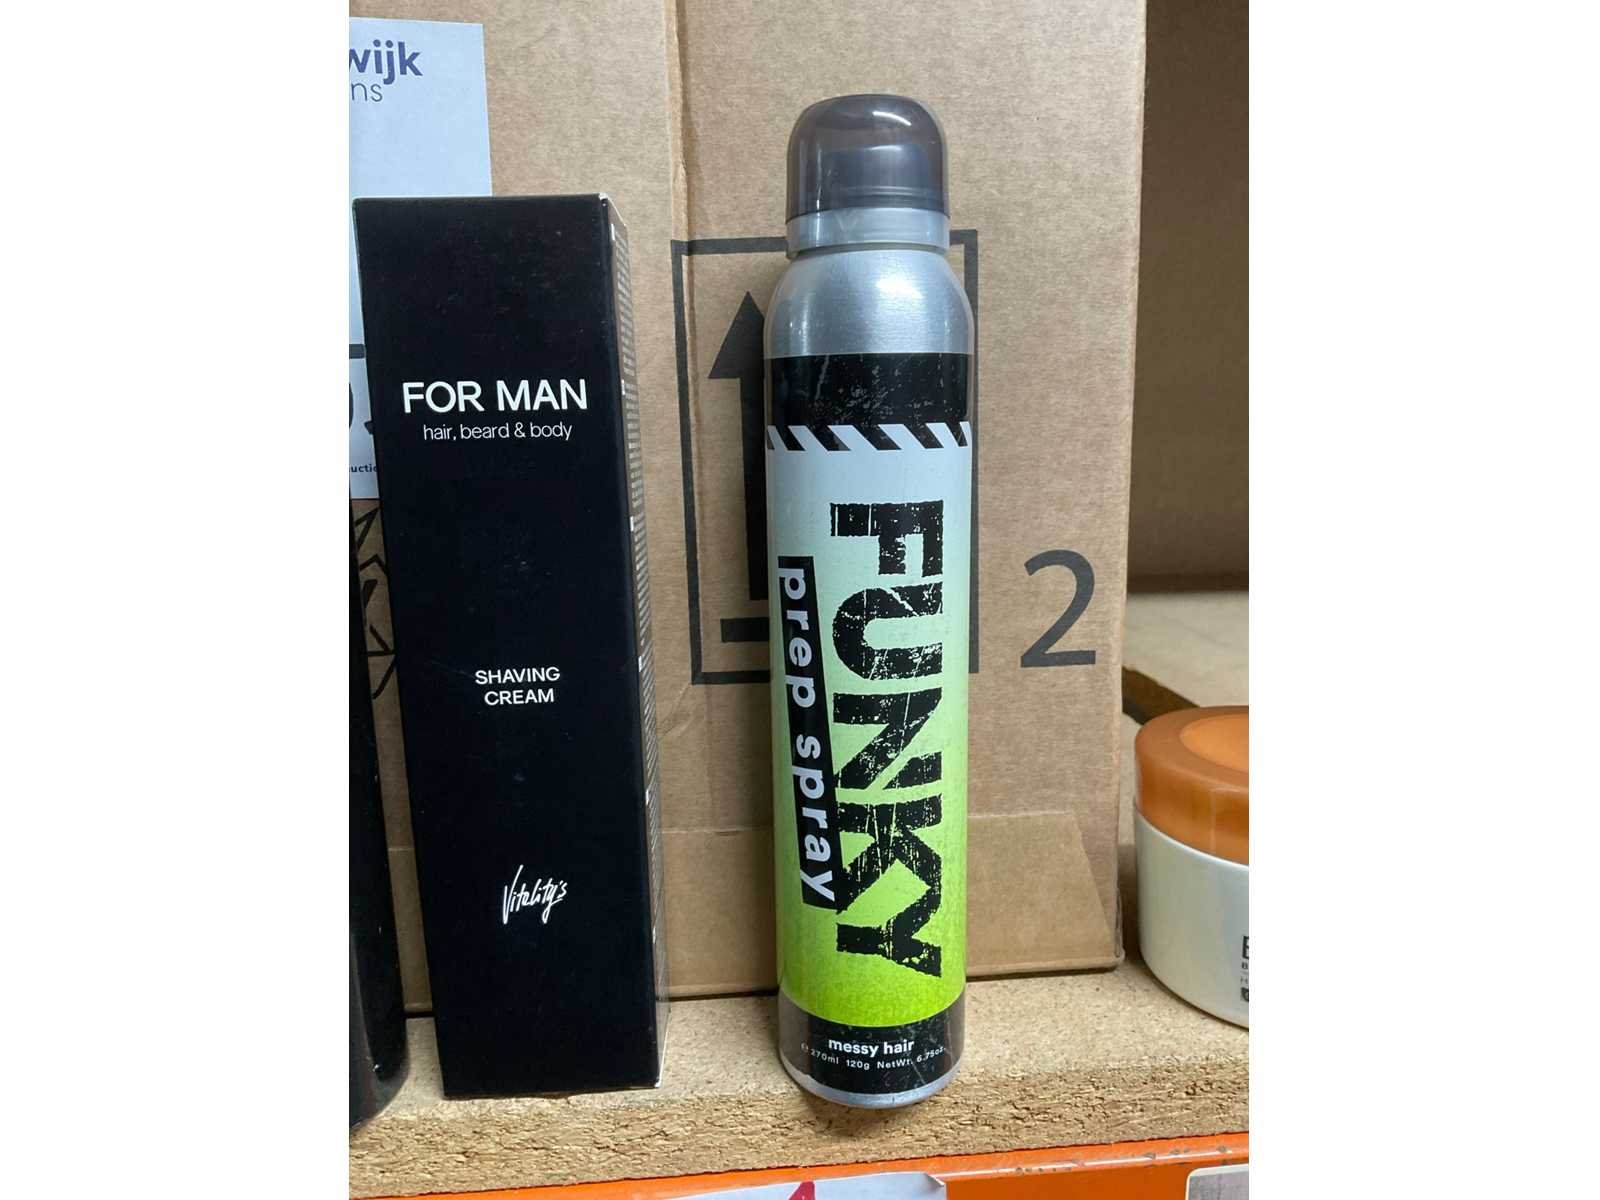 wijk
ns
FOR MAN
hair, beard & body
SHAVING
CREAM
Vitality's
FUNKY
prep spray
messy hair
e 270ml 120g NetWt. 6.75oz.
2